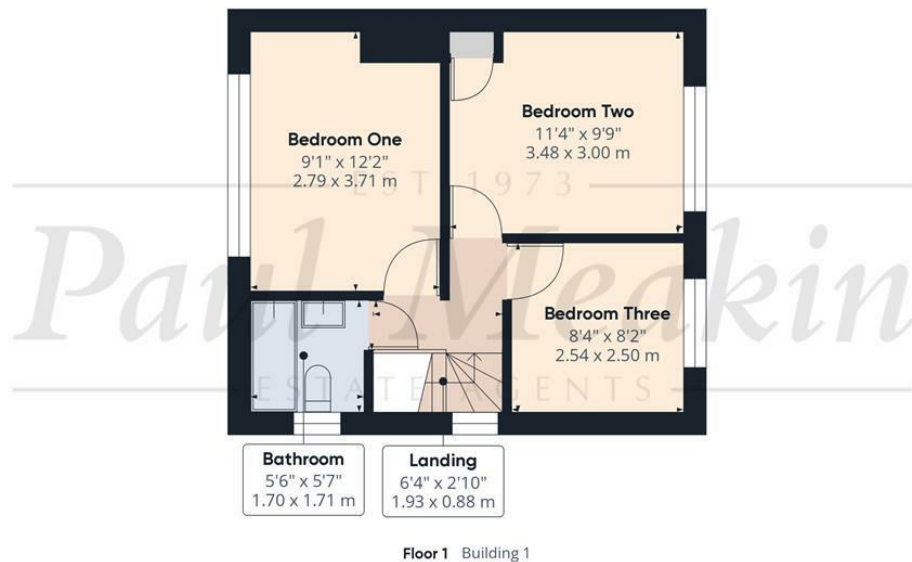 Bedroom One
9'1" x 12'2"
2.79 x 3.71 m
Bedroom Two
11'4" x 9'9"
3.48 x 3.00 m
EST 1973
Paul Meakin
ESTATE AGENTS
Bedroom Three
8'4" x 8'2"
2.54 x 2.50 m
Bathroom
5'6" x 5'7"
1.70 x 1.71 m
Landing
6'4" x 2'10"
1.93 x 0.88 m
Floor 1 Building 1